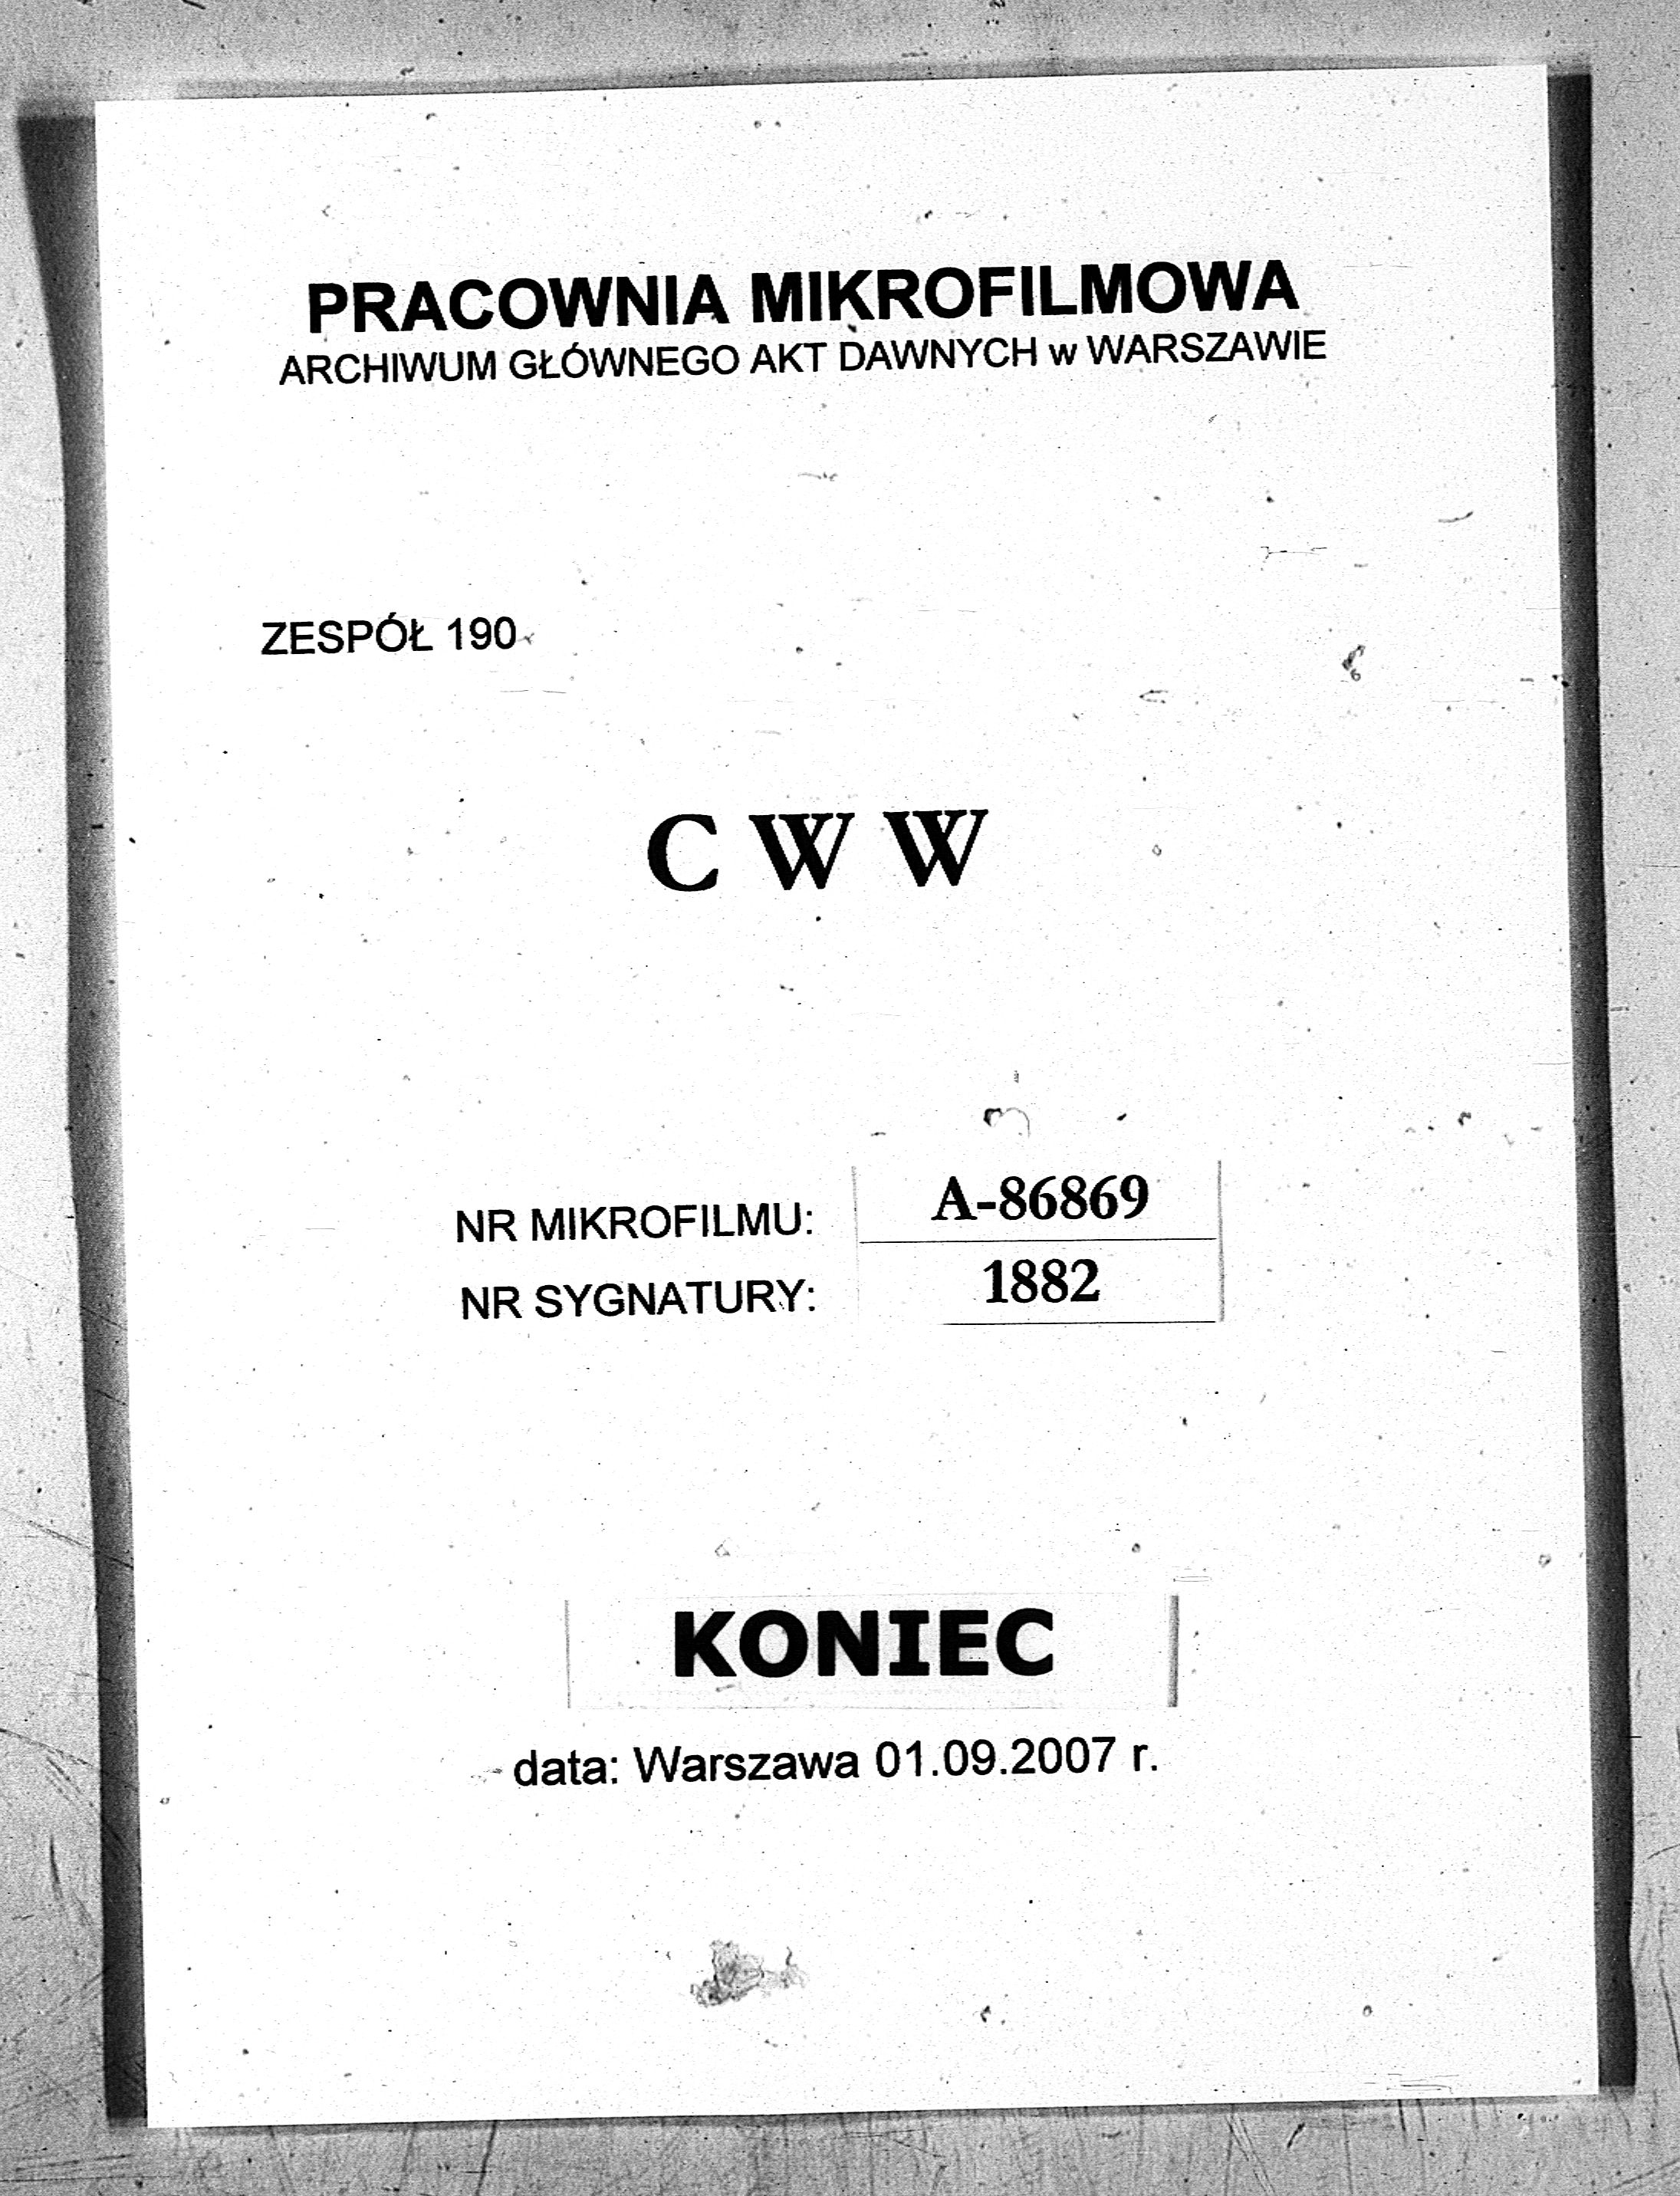 PRACOWNIA MIKROFILMOWA
ARCHIWUM GŁÓWNEGO AKT DAWNYCH w WARSZAWIE
ZESPÓŁ 190
C W W
NR MIKROFILMU: A-86869
NR SYGNATURY: 1882
KONIEC
data: Warszawa 01.09.2007 r.